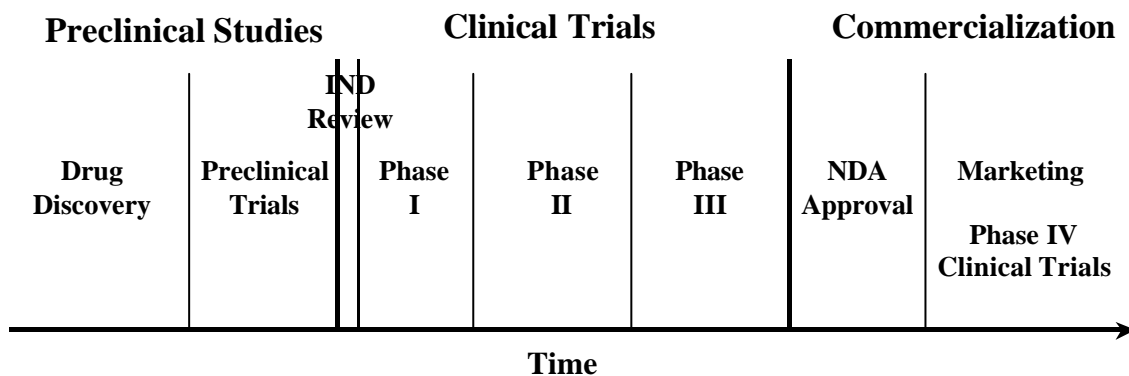 Preclinical Studies
Clinical Trials
Commercialization
IND
Review
Drug
Discovery
Preclinical
Trials
Phase
I
Phase
II
Phase
III
NDA
Approval
Marketing
Phase IV
Clinical Trials
Time